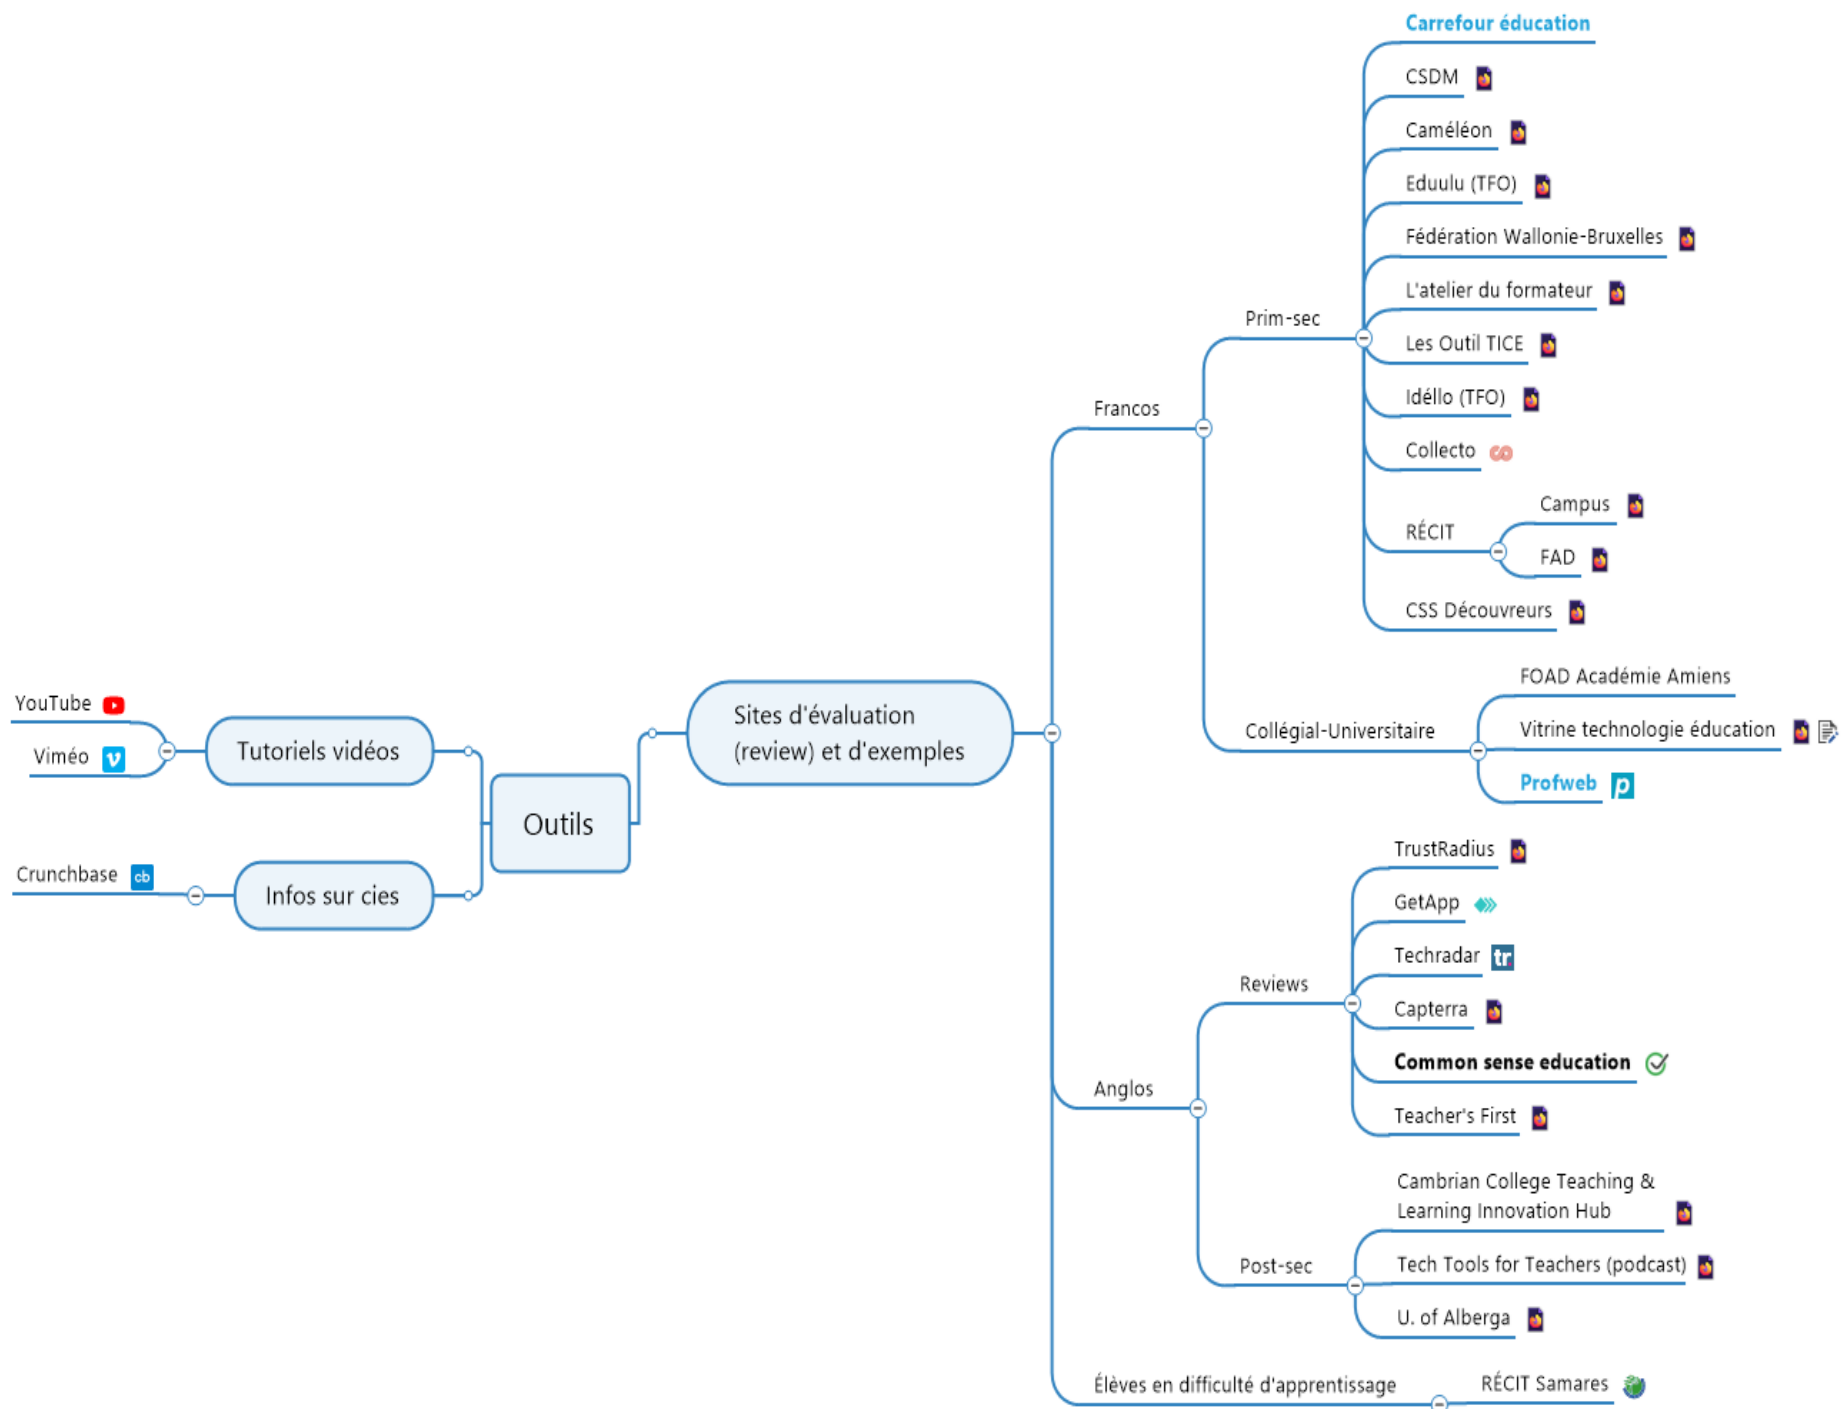 Outils
Tutoriels vidéos
YouTube
Viméo
Infos sur cies
Crunchbase
cb
Sites d'évaluation
(review) et d'exemples
Francos
Prim-sec
Carrefour éducation
CSDM
Caméléon
Eduulu (TFO)
Fédération Wallonie-Bruxelles
L'atelier du formateur
Les Outil TICE
Idéllo (TFO)
Collecto
RÉCIT
Campus
FAD
CSS Découvreurs
Collégial-Universitaire
FOAD Académie Amiens
Vitrine technologie éducation
Profweb
p
Anglos
Reviews
TrustRadius
GetApp
Techradar
tr.
Capterra
Common sense education
Teacher's First
Post-sec
Cambrian College Teaching &
Learning Innovation Hub
Tech Tools for Teachers (podcast)
U. of Alberga
Élèves en difficulté d'apprentissage
RÉCIT Samares